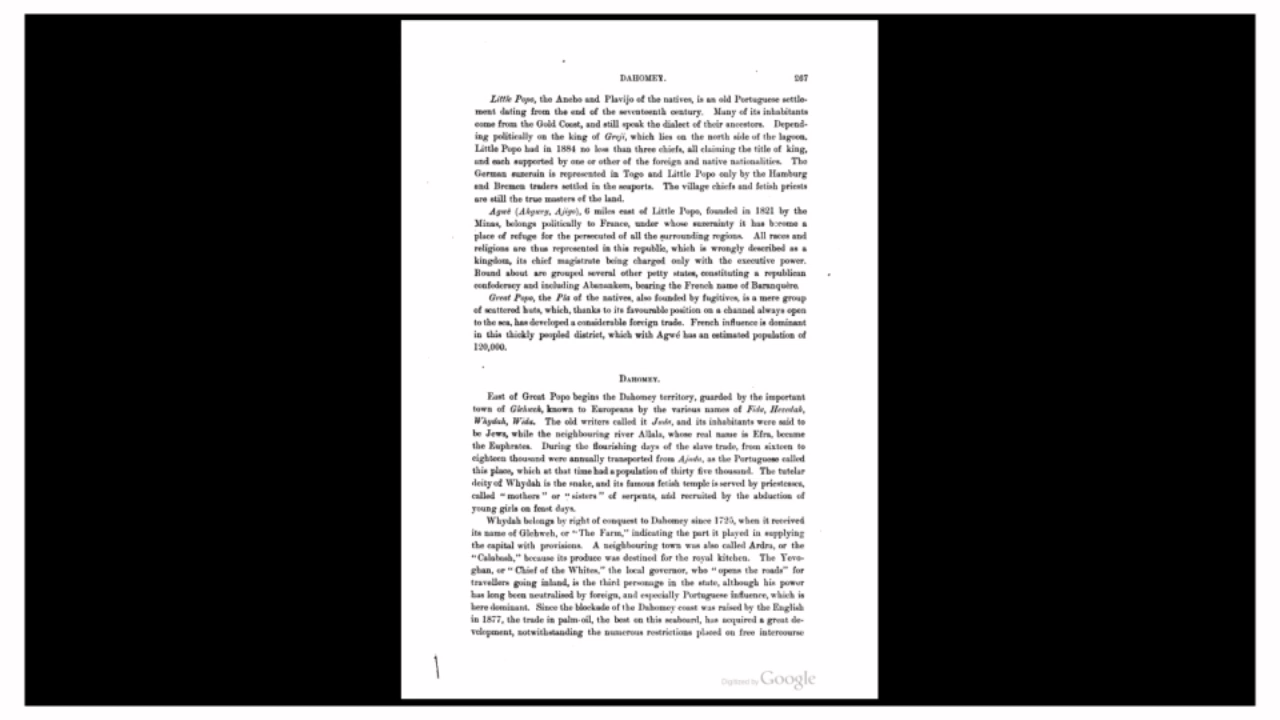 DAHOMEY. 267
Little Popo, the Aneho and Plavijo of the natives, is an old Portuguese settle-
ment dating from the end of the seventeenth century. Many of its inhabitants
come from the Gold Coast, and still speak the dialect of their ancestors. Depend-
ing politically on the king of Greji, which lies on the north side of the lagoon,
Little Popo had in 1884 no less than three chiefs, all claiming the title of king,
and each supported by one or other of the foreign and native nationalities. The
German suzerain is represented in Togo and Little Popo only by the Hamburg
and Bremen traders settled in the seaports. The village chiefs and fetish priests
are still the true masters of the land.
Agwé (Akwey, Ajigo), 6 miles east of Little Popo, founded in 1821 by the
Minas, belongs politically to France, under whose suzerainty it has become a
place of refuge for the persecuted of all the surrounding regions. All races and
religions are thus represented in this republic, which is wrongly described as a
kingdom, its chief magistrate being charged only with the executive power.
Round about are grouped several other petty states, constituting a republican
confederacy and including Abanankem, bearing the French name of Baranquère.
Great Popo, the Pla of the natives, also founded by fugitives, is a mere group
of scattered huts, which, thanks to its favourable position on a channel always open
to the sea, has developed a considerable foreign trade. French influence is dominant
in this thickly peopled district, which with Agwé has an estimated population of
120,000.
DAHOMEY.
East of Great Popo begins the Dahomey territory, guarded by the important
town of Glehweh, known to Europeans by the various names of Fida, Hevedah,
Whydah, Wida. The old writers called it Juda, and its inhabitants were said to
be Jews, while the neighbouring river Allala, whose real name is Efra, became
the Euphrates. During the flourishing days of the slave trade, from sixteen to
eighteen thousand were annually transported from Ajuda, as the Portuguese called
this place, which at that time had a population of thirty five thousand. The tutelar
deity of Whydah is the snake, and its famous fetish temple is served by priestesses,
called "mothers" or "sisters" of serpents, and recruited by the abduction of
young girls on feast days.
Whydah belongs by right of conquest to Dahomey since 1725, when it received
its name of Glehweh, or "The Farm," indicating the part it played in supplying
the capital with provisions. A neighbouring town was also called Ardra, or the
"Calabash," because its produce was destined for the royal kitchen. The Yevo-
ghan, or "Chief of the Whites," the local governor, who "opens the roads" for
travellers going inland, is the third personage in the state, although his power
has long been neutralised by foreign, and especially Portuguese influence, which is
here dominant. Since the blockade of the Dahomey coast was raised by the English
in 1877, the trade in palm-oil, the best on this seaboard, has acquired a great de-
velopment, notwithstanding the numerous restrictions placed on free intercourse
Digitized by Google